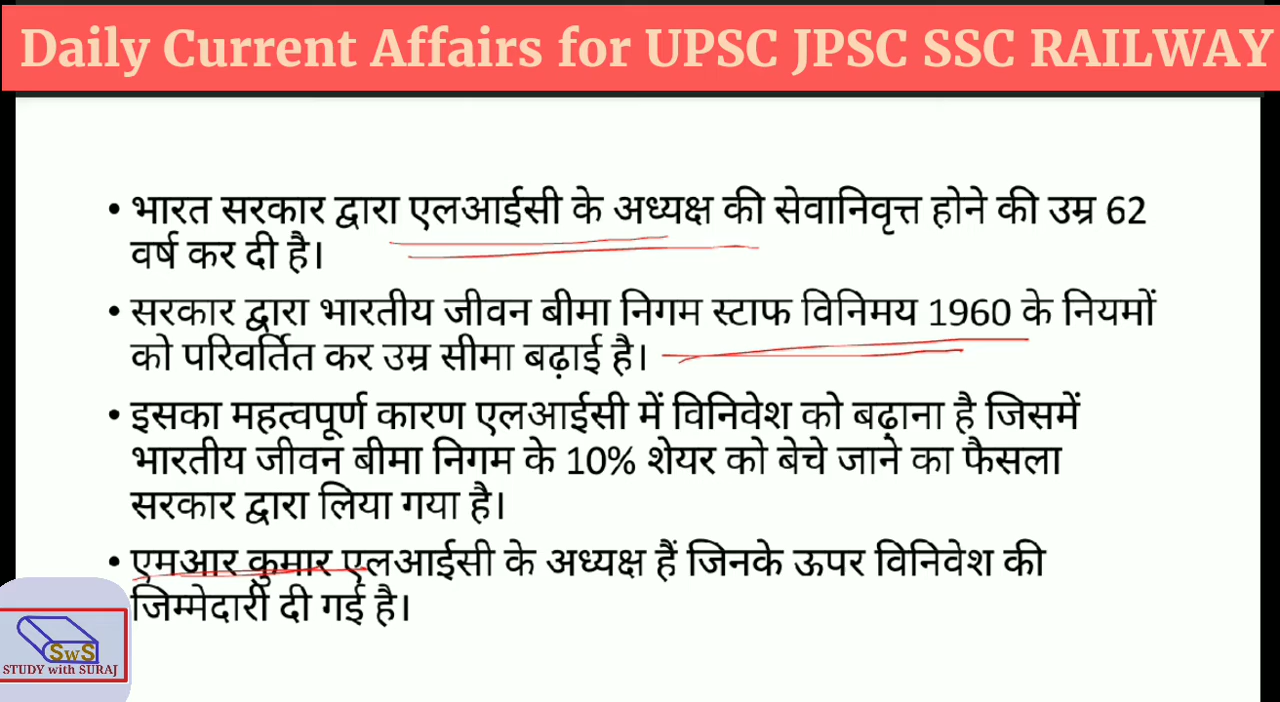 Daily Current Affairs for UPSC JPSC SSC RAILWAY
• भारत सरकार द्वारा एलआईसी के अध्यक्ष की सेवानिवृत्त होने की उम्र 62
वर्ष कर दी है।
• सरकार द्वारा भारतीय जीवन बीमा निगम स्टाफ विनिमय 1960 के नियमों
को परिवर्तित कर उम्र सीमा बढ़ाई है।
• इसका महत्वपूर्ण कारण एलआईसी में विनिवेश को बढ़ाना है जिसमें
भारतीय जीवन बीमा निगम के 10% शेयर को बेचे जाने का फैसला
सरकार द्वारा लिया गया है।
• एमआर कुमार एलआईसी के अध्यक्ष हैं जिनके ऊपर विनिवेश की
जिम्मेदारी दी गई है।
SwS
STUDY with SURAJ